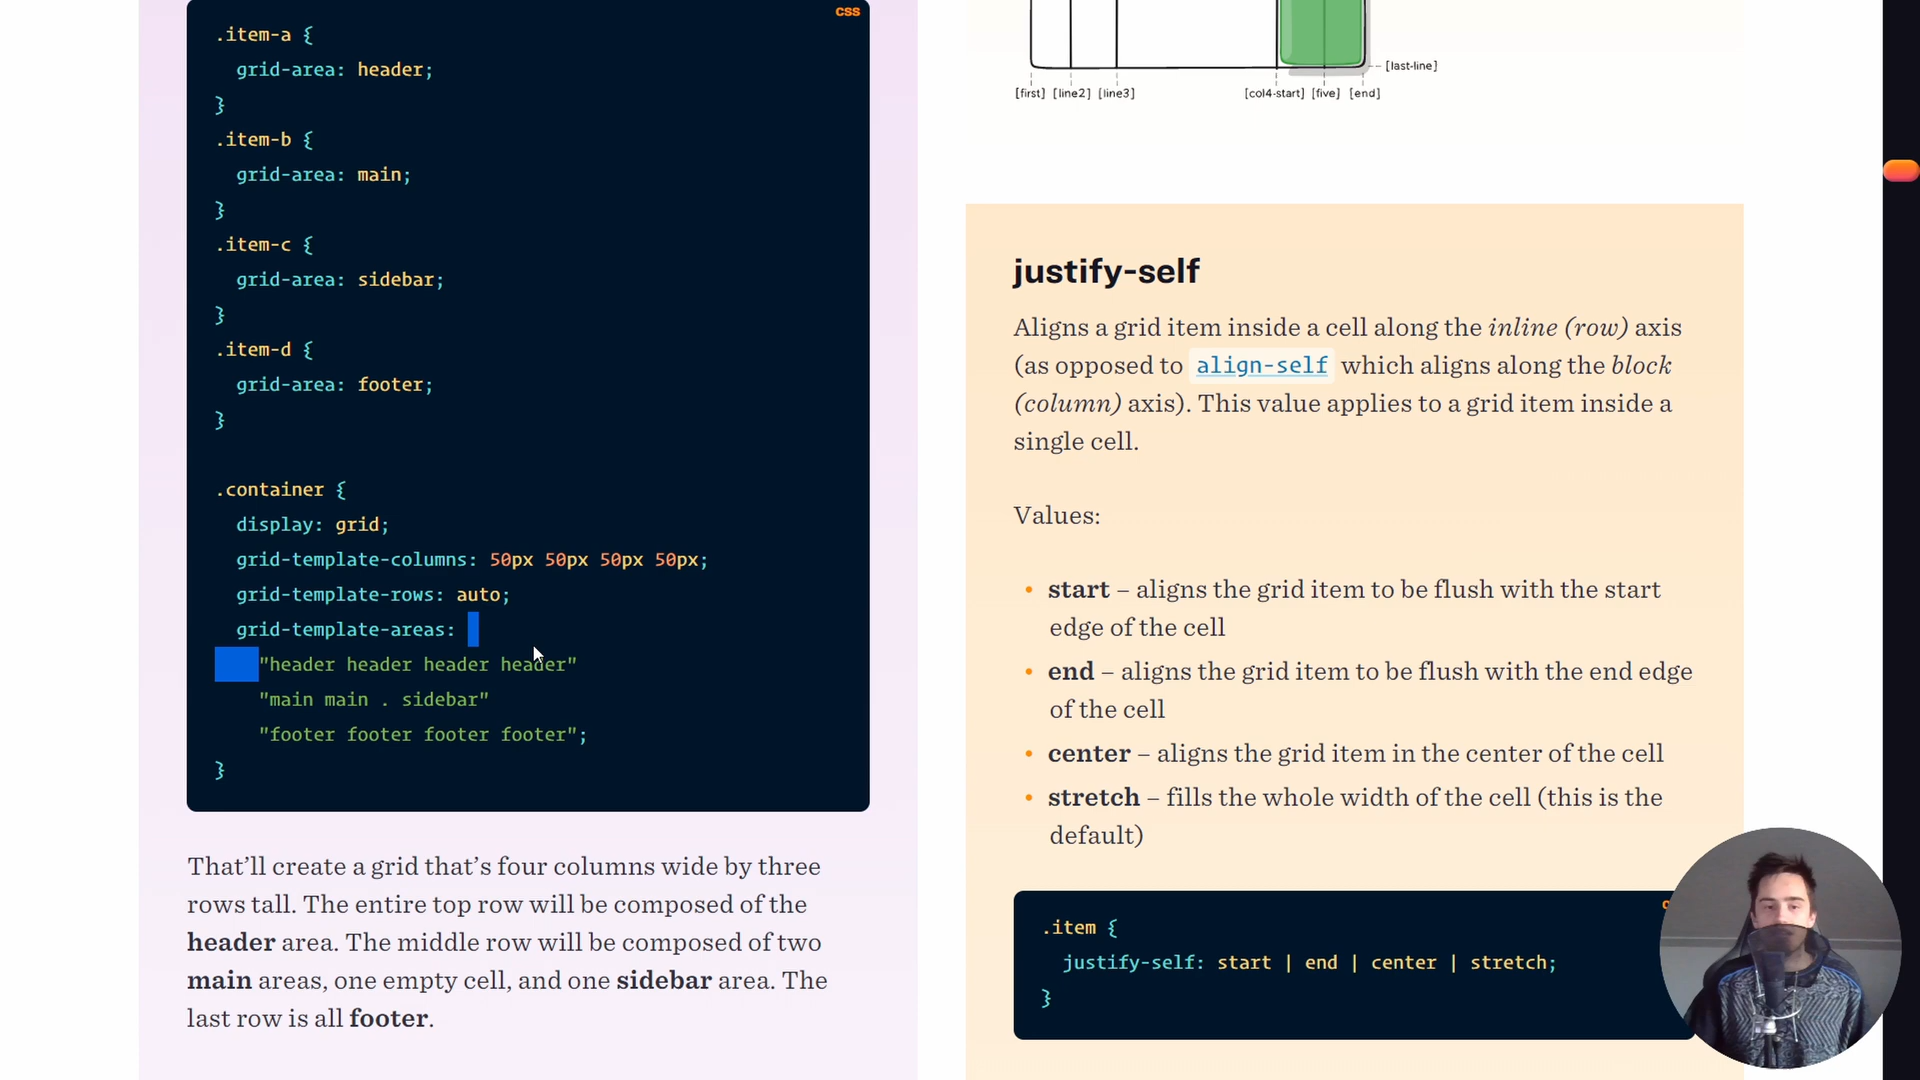 css
.item-a {
  grid-area: header;
}
.item-b {
  grid-area: main;
}
.item-c {
  grid-area: sidebar;
}
.item-d {
  grid-area: footer;
}
.container {
  display: grid;
  grid-template-columns: 50px 50px 50px 50px;
  grid-template-rows: auto;
  grid-template-areas:
    "header header header header"
    "main main . sidebar"
    "footer footer footer footer";
}
That’ll create a grid that’s four columns wide by three
rows tall. The entire top row will be composed of the
header area. The middle row will be composed of two
main areas, one empty cell, and one sidebar area. The
last row is all footer.
[last-line]
[first] [line2] [line3] [col4-start] [five] [end]
justify-self
Aligns a grid item inside a cell along the inline (row) axis
(as opposed to align-self which aligns along the block
(column) axis). This value applies to a grid item inside a
single cell.
Values:
• start – aligns the grid item to be flush with the start
edge of the cell
• end – aligns the grid item to be flush with the end edge
of the cell
• center – aligns the grid item in the center of the cell
• stretch – fills the whole width of the cell (this is the
default)
.item {
  justify-self: start | end | center | stretch;
}